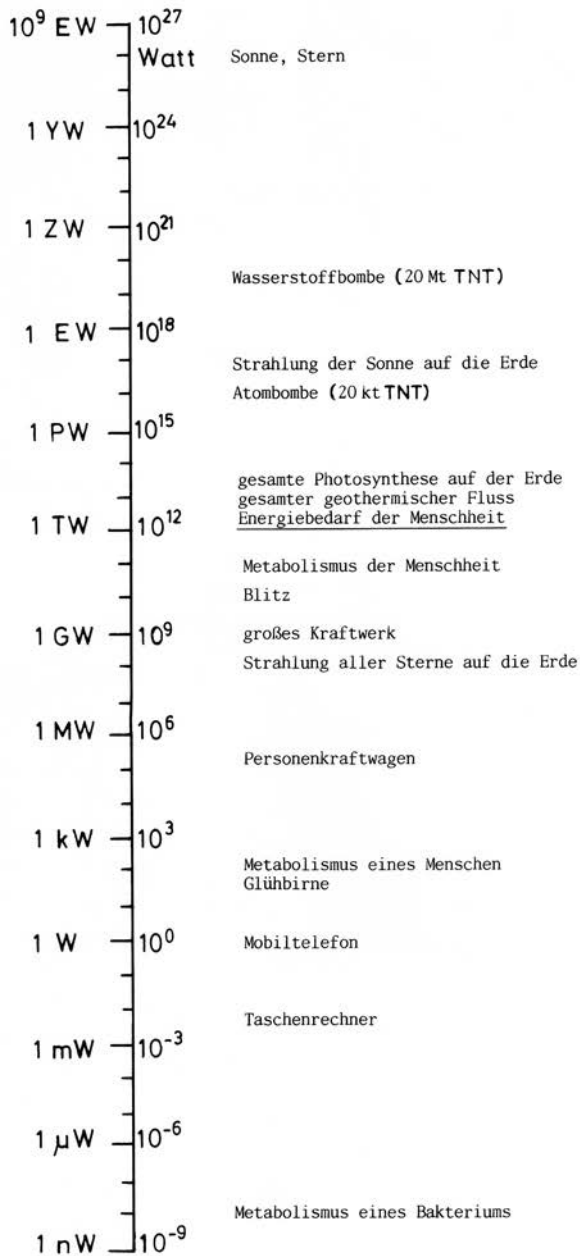 10⁹ EW 10²⁷
Watt Sonne, Stern
1 YW 10²⁴
1 ZW 10²¹
Wasserstoffbombe (20 Mt TNT)
1 EW 10¹⁸
Strahlung der Sonne auf die Erde
Atombombe (20 kt TNT)
1 PW 10¹⁵
gesamte Photosynthese auf der Erde
gesamter geothermischer Fluss
Energiebedarf der Menschheit
1 TW 10¹²
Metabolismus der Menschheit
Blitz
1 GW 10⁹ großes Kraftwerk
Strahlung aller Sterne auf die Erde
1 MW 10⁶
Personenkraftwagen
1 kW 10³
Metabolismus eines Menschen
Glühbirne
1 W 10⁰ Mobiltelefon
Taschenrechner
1 mW 10⁻³
1 μW 10⁻⁶
Metabolismus eines Bakteriums
1 nW 10⁻⁹